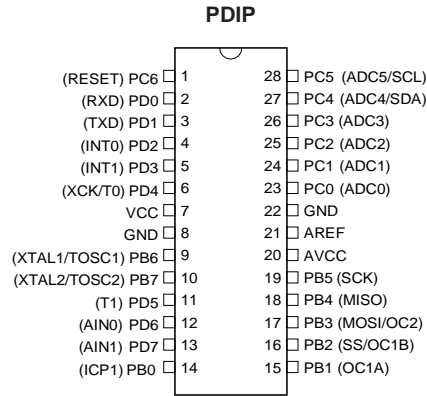 PDIP
(RESET) PC6 1 28 PC5 (ADC5/SCL)
(RXD) PD0 2 27 PC4 (ADC4/SDA)
(TXD) PD1 3 26 PC3 (ADC3)
(INT0) PD2 4 25 PC2 (ADC2)
(INT1) PD3 5 24 PC1 (ADC1)
(XCK/T0) PD4 6 23 PC0 (ADC0)
VCC 7 22 GND
GND 8 21 AREF
(XTAL1/TOSC1) PB6 9 20 AVCC
(XTAL2/TOSC2) PB7 10 19 PB5 (SCK)
(T1) PD5 11 18 PB4 (MISO)
(AIN0) PD6 12 17 PB3 (MOSI/OC2)
(AIN1) PD7 13 16 PB2 (SS/OC1B)
(ICP1) PB0 14 15 PB1 (OC1A)